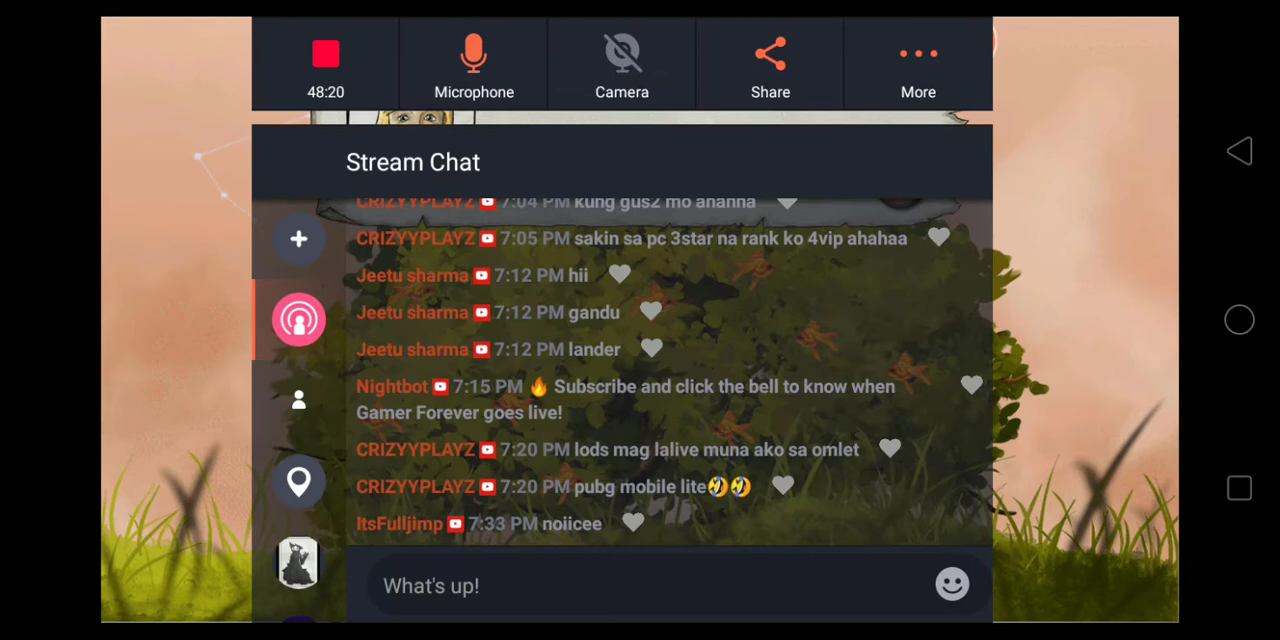 48:20
Microphone
Camera
Share
More
Stream Chat
CRIZYYPLAYZ 7:04 PM kung gus2 mo ahahha
CRIZYYPLAYZ 7:05 PM sakin sa pc 3star na rank ko 4vip ahahaa
Jeetu sharma 7:12 PM hii
Jeetu sharma 7:12 PM gandu
Jeetu sharma 7:12 PM lander
Nightbot 7:15 PM 🔥 Subscribe and click the bell to know when
Gamer Forever goes live!
CRIZYYPLAYZ 7:20 PM lods mag lalive muna ako sa omlet
CRIZYYPLAYZ 7:20 PM pubg mobile lite🤣🤣
ItsFulljimp 7:33 PM noiicee
What's up!